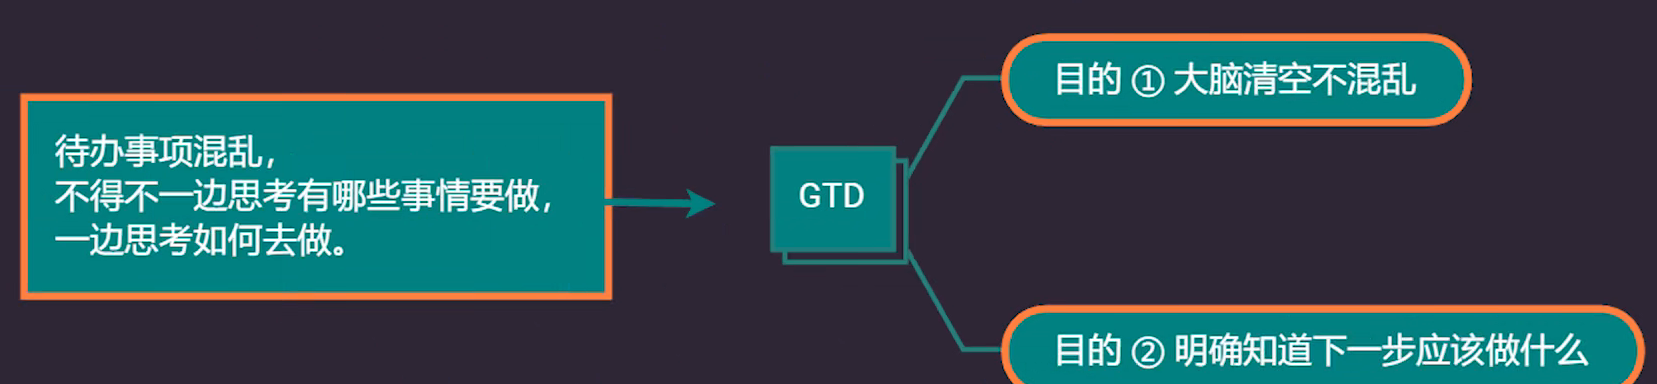 待办事项混乱，
不得不一边思考有哪些事情要做，
一边思考如何去做。
GTD
目的 ① 大脑清空不混乱
目的 ② 明确知道下一步应该做什么